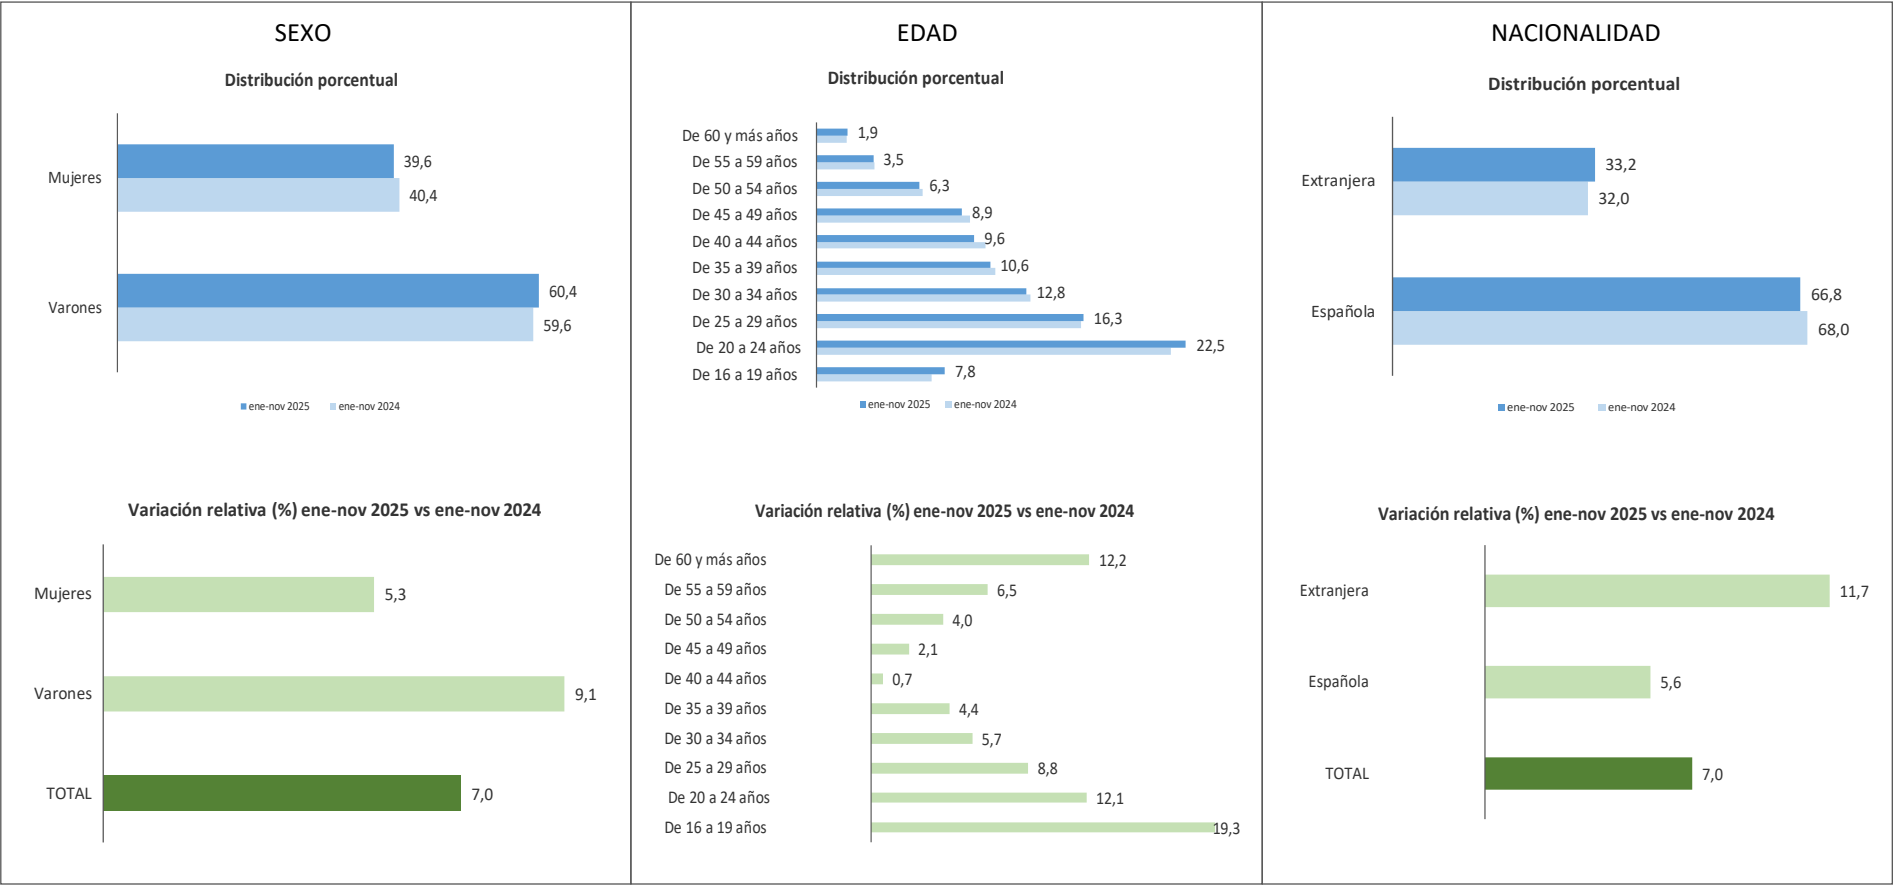 SEXO
Distribución porcentual
Mujeres
39,6
40,4
Varones
60,4
59,6
ene-nov 2025 ene-nov 2024
Variación relativa (%) ene-nov 2025 vs ene-nov 2024
Mujeres 5,3
Varones 9,1
TOTAL 7,0
EDAD
Distribución porcentual
De 60 y más años 1,9
De 55 a 59 años 3,5
De 50 a 54 años 6,3
De 45 a 49 años 8,9
De 40 a 44 años 9,6
De 35 a 39 años 10,6
De 30 a 34 años 12,8
De 25 a 29 años 16,3
De 20 a 24 años 22,5
De 16 a 19 años 7,8
ene-nov 2025 ene-nov 2024
Variación relativa (%) ene-nov 2025 vs ene-nov 2024
De 60 y más años 12,2
De 55 a 59 años 6,5
De 50 a 54 años 4,0
De 45 a 49 años 2,1
De 40 a 44 años 0,7
De 35 a 39 años 4,4
De 30 a 34 años 5,7
De 25 a 29 años 8,8
De 20 a 24 años 12,1
De 16 a 19 años 19,3
NACIONALIDAD
Distribución porcentual
Extranjera
33,2
32,0
Española
66,8
68,0
ene-nov 2025 ene-nov 2024
Variación relativa (%) ene-nov 2025 vs ene-nov 2024
Extranjera 11,7
Española 5,6
TOTAL 7,0